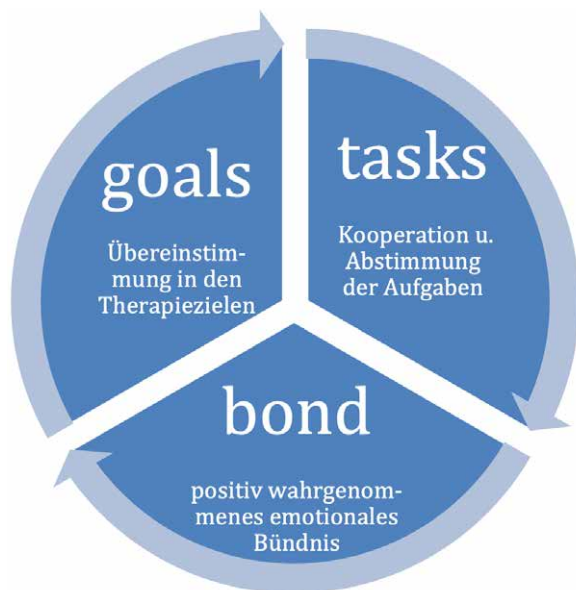 goals
Übereinstim-
mung in den
Therapiezielen
tasks
Kooperation u.
Abstimmung
der Aufgaben
bond
positiv wahrgenom-
menes emotionales
Bündnis